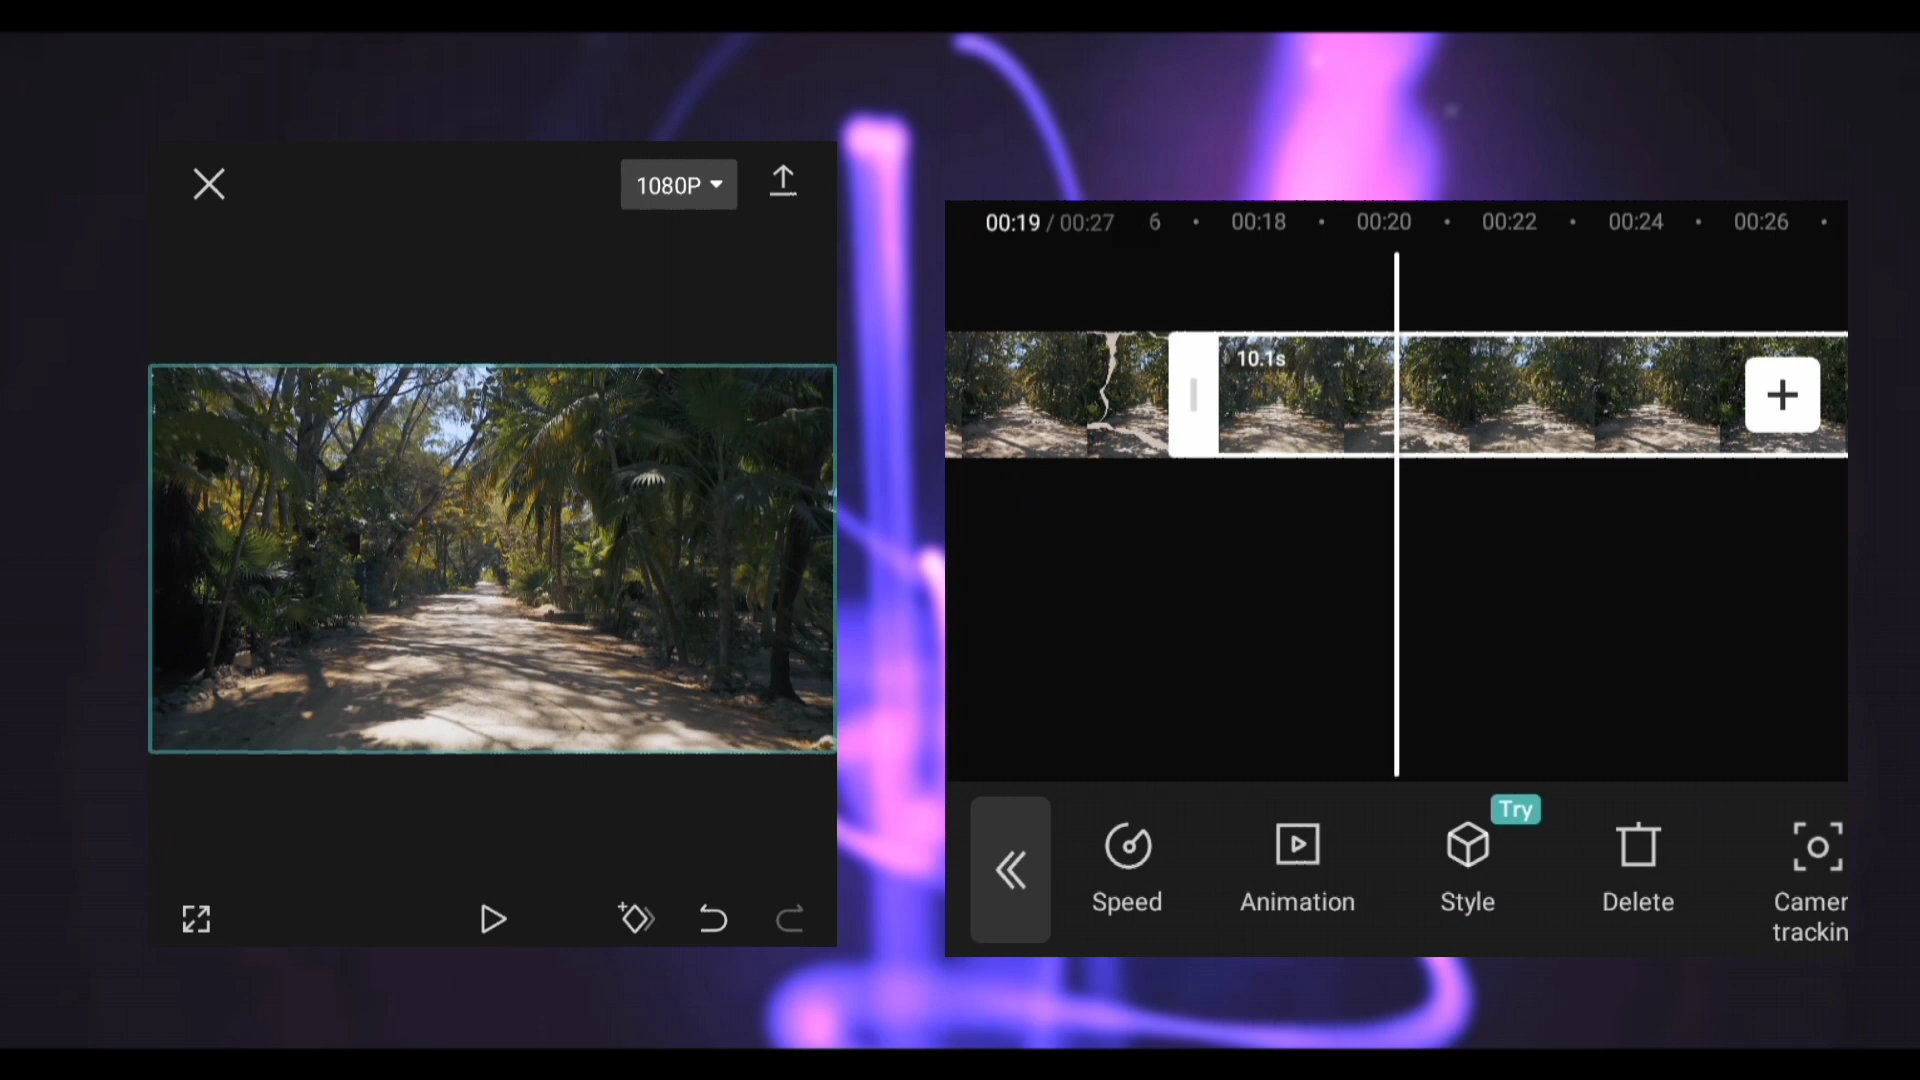 1080P
00:19 / 00:27 6 00:18 00:20 00:22 00:24 00:26
10.1s
Try
Speed Animation Style Delete Camer
trackin